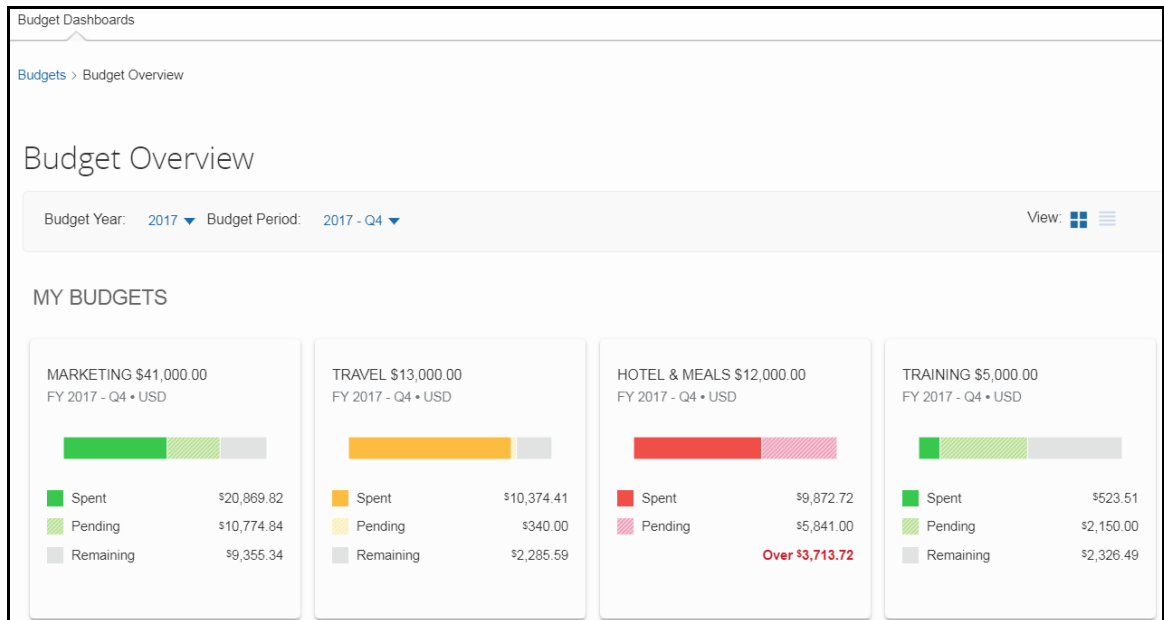 Budget Dashboards
Budgets > Budget Overview
Budget Overview
Budget Year: 2017 Budget Period: 2017 - Q4 View:
MY BUDGETS
MARKETING $41,000.00
FY 2017 - Q4 • USD
Spent $20,869.82
Pending $10,774.84
Remaining $9,355.34
TRAVEL $13,000.00
FY 2017 - Q4 • USD
Spent $10,374.41
Pending $340.00
Remaining $2,285.59
HOTEL & MEALS $12,000.00
FY 2017 - Q4 • USD
Spent $9,872.72
Pending $5,841.00
Over $3,713.72
TRAINING $5,000.00
FY 2017 - Q4 • USD
Spent $523.51
Pending $2,150.00
Remaining $2,326.49